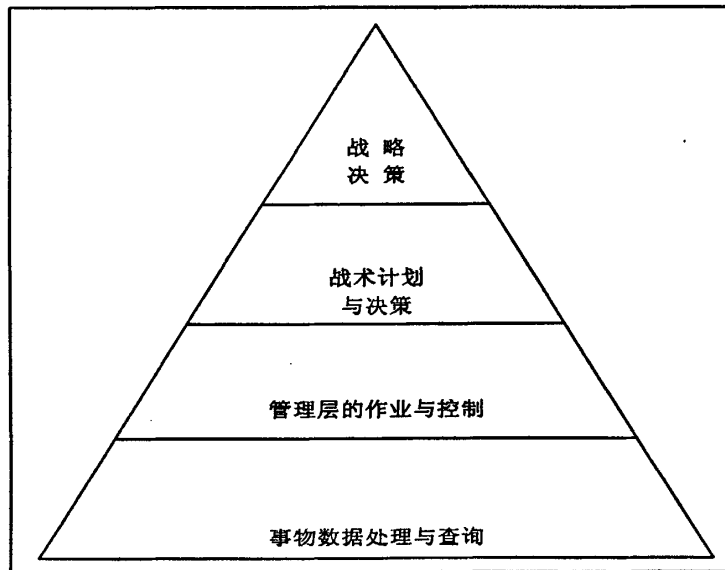 战略
决策
战术计划
与决策
管理层的作业与控制
事物数据处理与查询